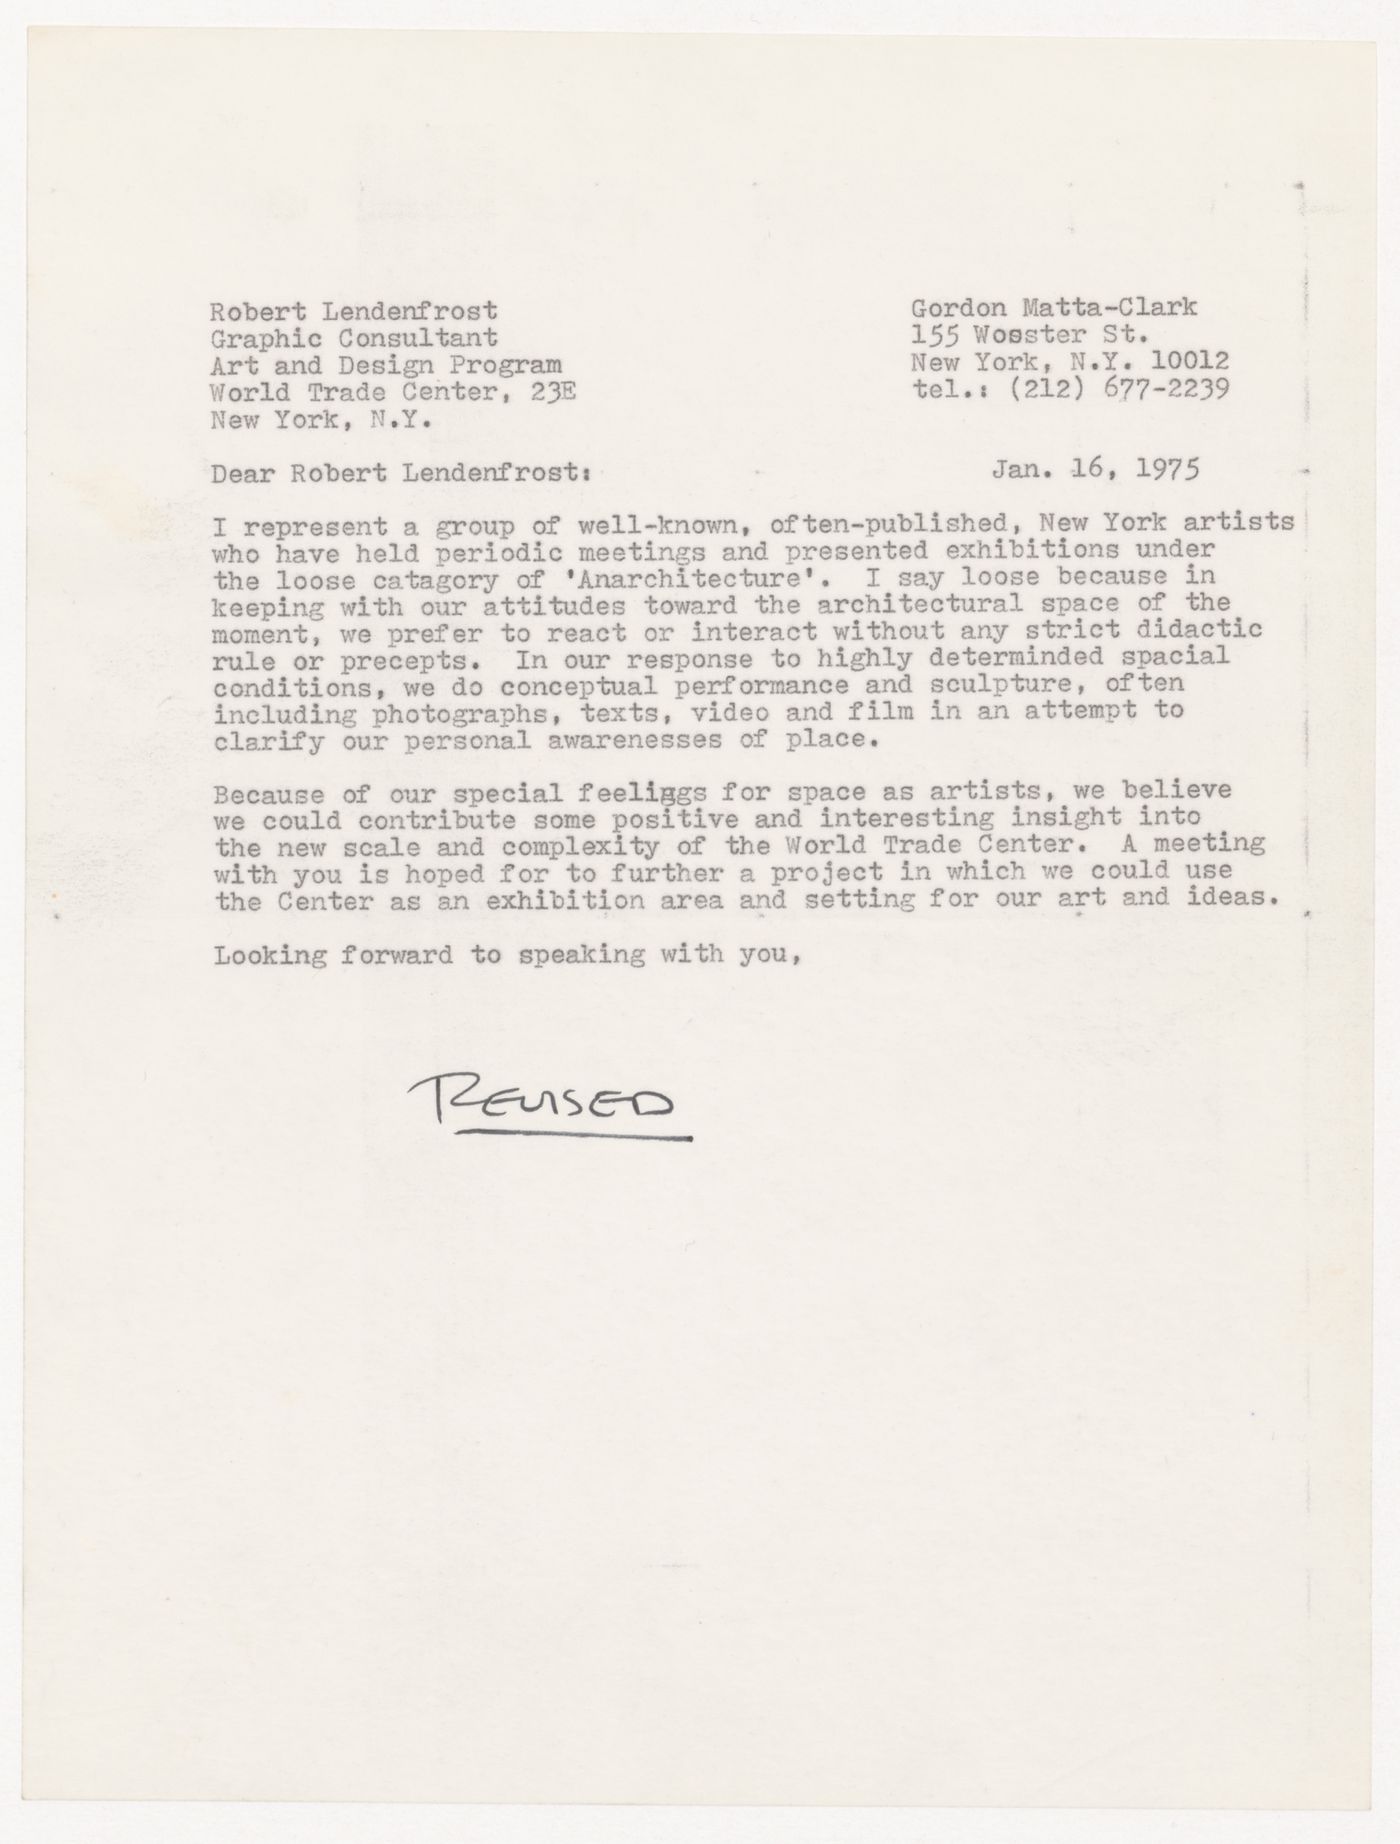 Robert Lendenfrost
Graphic Consultant
Art and Design Program
World Trade Center, 23E
New York, N.Y.
Gordon Matta-Clark
155 Wooster St.
New York, N.Y. 10012
tel.: (212) 677-2239
Dear Robert Lendenfrost:
Jan. 16, 1975
I represent a group of well-known, often-published, New York artists
who have held periodic meetings and presented exhibitions under
the loose catagory of 'Anarchitecture'. I say loose because in
keeping with our attitudes toward the architectural space of the
moment, we prefer to react or interact without any strict didactic
rule or precepts. In our response to highly determinded spacial
conditions, we do conceptual performance and sculpture, often
including photographs, texts, video and film in an attempt to
clarify our personal awarenesses of place.
Because of our special feelings for space as artists, we believe
we could contribute some positive and interesting insight into
the new scale and complexity of the World Trade Center. A meeting
with you is hoped for to further a project in which we could use
the Center as an exhibition area and setting for our art and ideas.
Looking forward to speaking with you,
REVISED